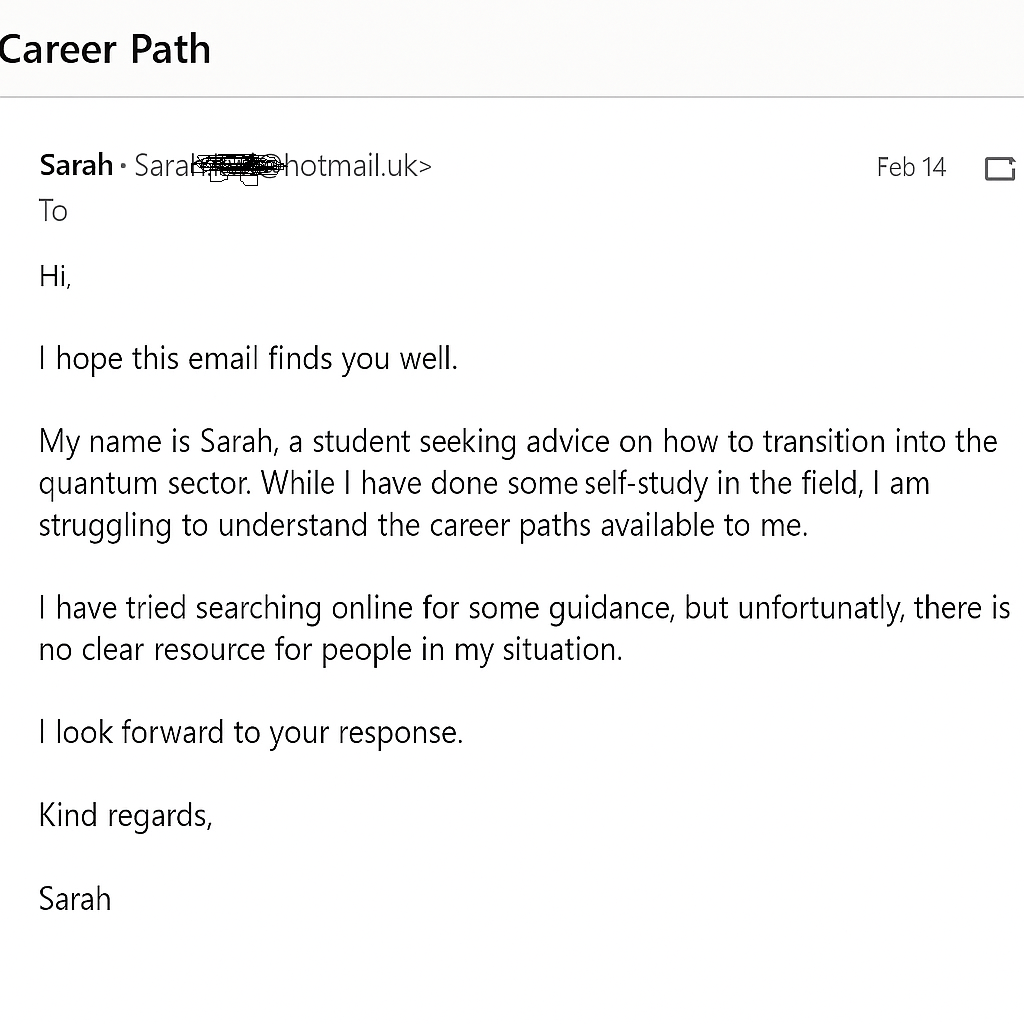 Career Path
Sarah · Sarah hotmail.uk> Feb 14
To
Hi,
I hope this email finds you well.
My name is Sarah, a student seeking advice on how to transition into the
quantum sector. While I have done some self-study in the field, I am
struggling to understand the career paths available to me.
I have tried searching online for some guidance, but unfortunatly, there is
no clear resource for people in my situation.
I look forward to your response.
Kind regards,
Sarah